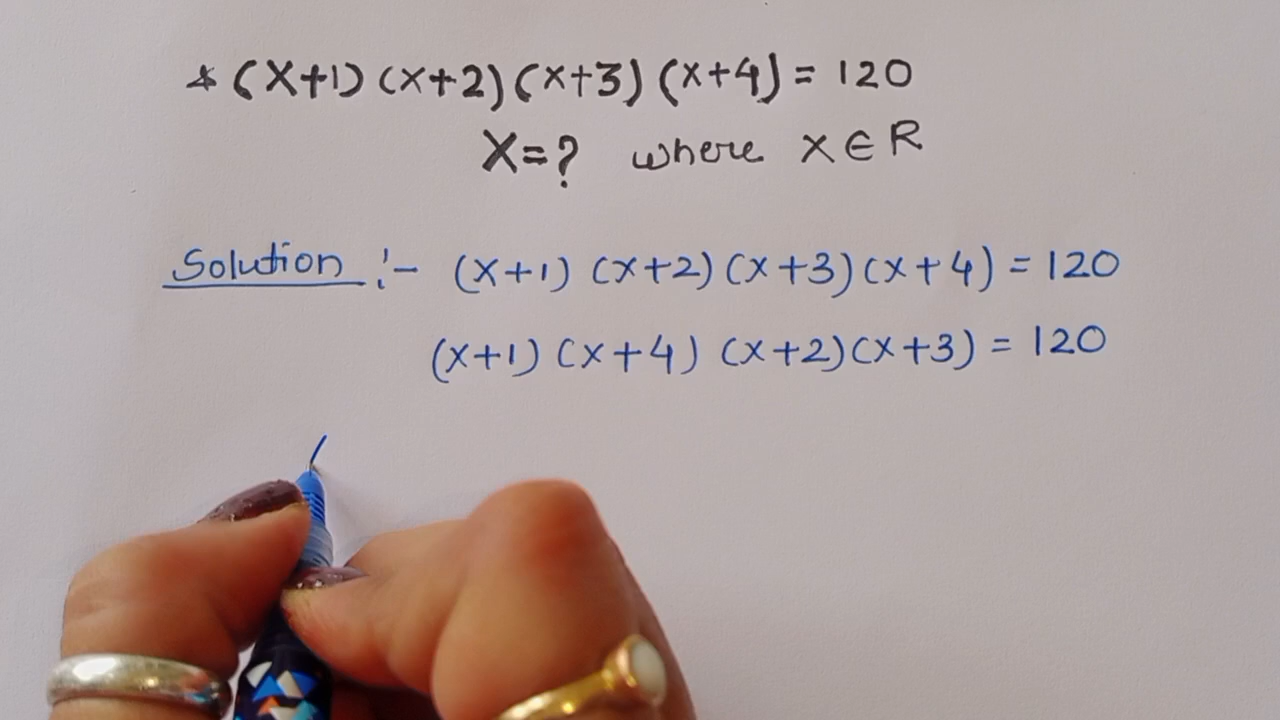 * (X+1) (x+2) (x+3) (x+4) = 120
X=? where x ∈ R
Solution :- (x+1) (x+2) (x+3) (x+4) = 120
(x+1) (x+4) (x+2) (x+3) = 120